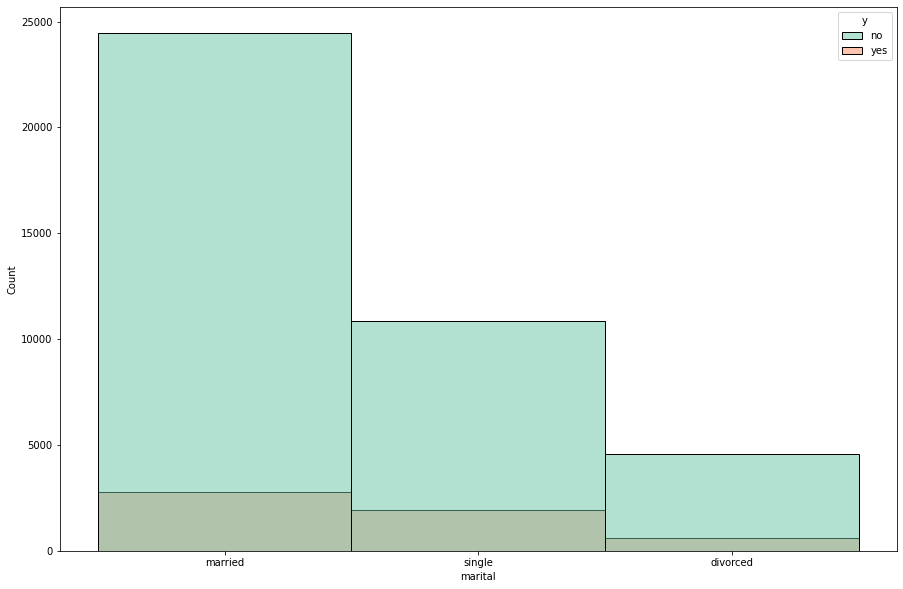 y
no
yes
25000
20000
15000
10000
5000
0
Count
married single divorced
marital